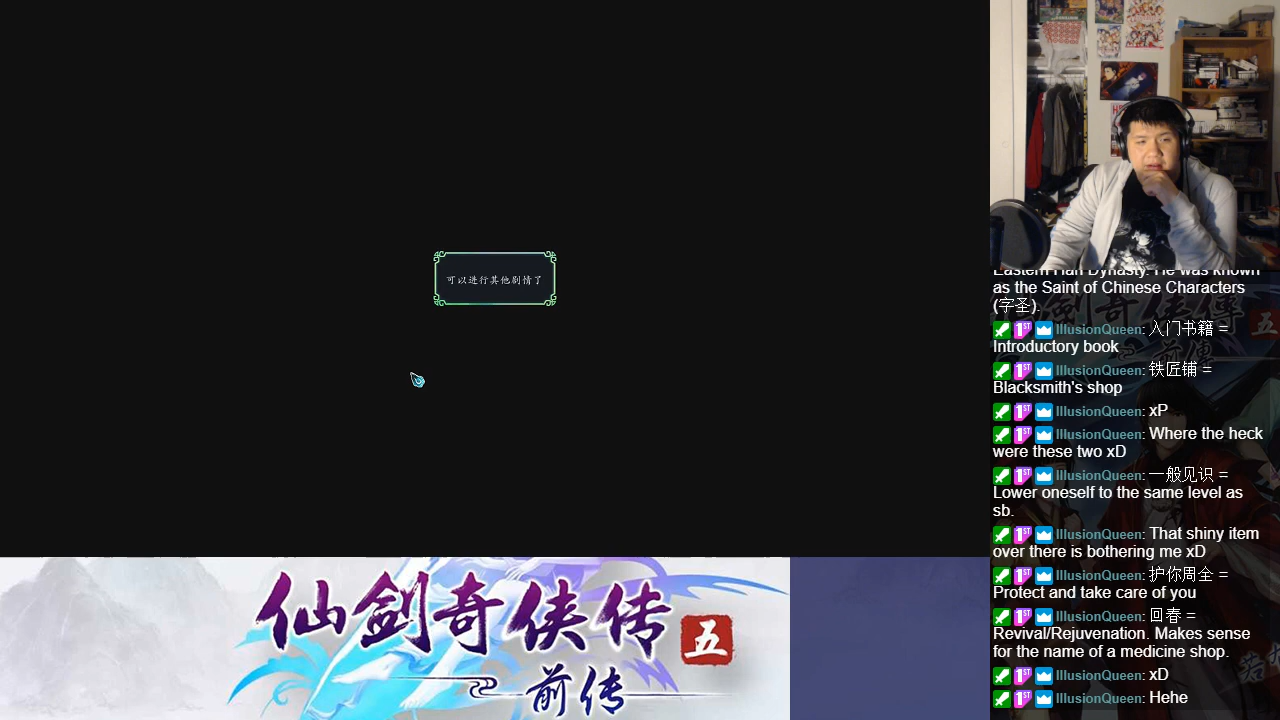 可以进行其他剧情了
Eastern Han Dynasty. He was known
as the Saint of Chinese Characters
(字圣).
IllusionQueen: 入门书籍 =
Introductory book
IllusionQueen: 铁匠铺 =
Blacksmith's shop
IllusionQueen: xP
IllusionQueen: Where the heck
were these two xD
IllusionQueen: 一般见识 =
Lower oneself to the same level as
sb.
IllusionQueen: That shiny item
over there is bothering me xD
IllusionQueen: 护你周全 =
Protect and take care of you
IllusionQueen: 回春 =
Revival/Rejuvenation. Makes sense
for the name of a medicine shop.
IllusionQueen: xD
IllusionQueen: Hehe
仙剑奇侠传
五
前传